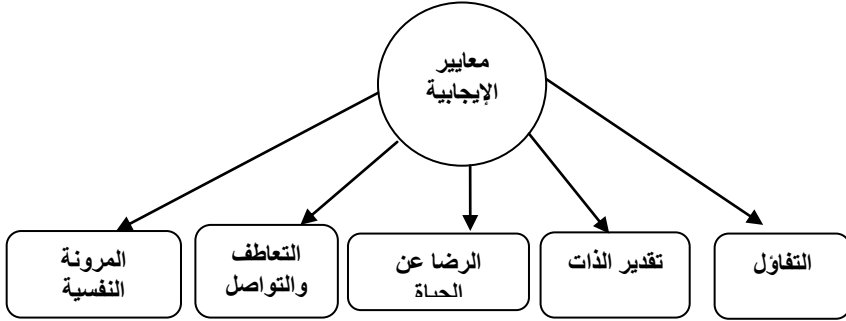 معايير
الإيجابية
التفاؤل
تقدير الذات
الرضا عن
الحياة
التعاطف
والتواصل
المرونة
النفسية